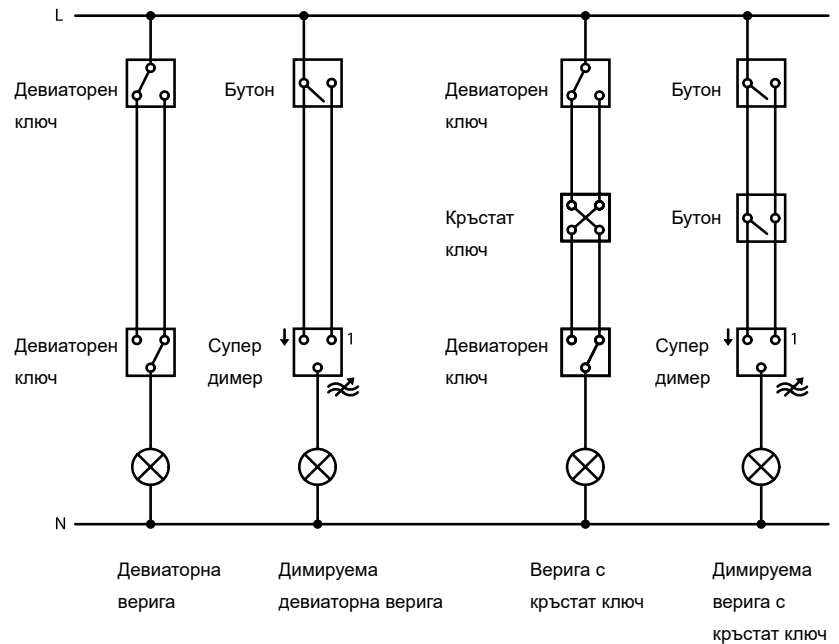 L
Девиаторен
ключ
Бутон
Девиаторен
ключ
Бутон
Кръстат
ключ
Бутон
Девиаторен
ключ
Супер
димер
1
Девиаторен
ключ
Супер
димер
1
N
Девиаторна
верига
Димируема
девиаторна верига
Верига с
кръстат ключ
Димируема
верига с
кръстат ключ